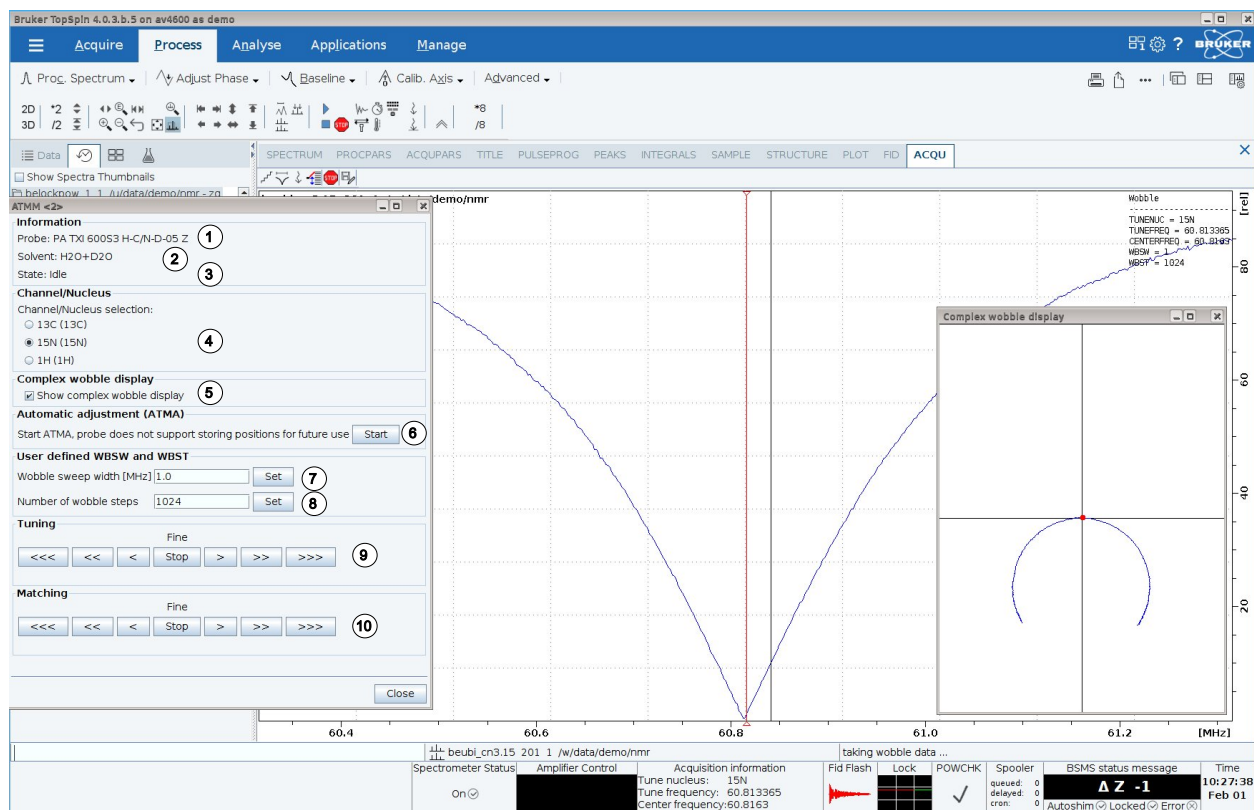 Bruker TopSpin 4.0.3.b.5 on av4600 as demo
Acquire Process Analyse Applications Manage
BRUKER
Proc. Spectrum Adjust Phase Baseline Calib. Axis Advanced
2D *2 *8
3D /2 /8
STOP
Data
SPECTRUM PROCPARS ACQUPARS TITLE PULSEPROG PEAKS INTEGRALS SAMPLE STRUCTURE PLOT FID ACQU
Show Spectra Thumbnails
STOP
belockpow 1 1 /u/data/demo/nmr - zg
demo/nmr
ATMM <2>
Information
Probe: PA TXI 600S3 H-C/N-D-05 Z
1
Solvent: H2O+D2O
2
State: Idle
3
Channel/Nucleus
Channel/Nucleus selection:
13C (13C)
15N (15N)
4
1H (1H)
Complex wobble display
Show complex wobble display
5
Automatic adjustment (ATMA)
Start ATMA, probe does not support storing positions for future use Start
6
User defined WBSW and WBST
Wobble sweep width [MHz] 1.0 Set
7
Number of wobble steps 1024 Set
8
Tuning
Fine
<<< << < Stop > >> >>>
9
Matching
Fine
<<< << < Stop > >> >>>
10
Close
Wobble
TUNENUC = 15N
TUNEFREQ = 60.813365
CENTERFREQ = 60.8163
WBSW = 1
WBST = 1024
[rel]
80
60
40
20
Complex wobble display
60.4 60.6 60.8 61.0 61.2 [MHz]
beubi_cn3.15 201 1 /w/data/demo/nmr
taking wobble data ...
Spectrometer Status
On
Amplifier Control
Acquisition information
Tune nucleus: 15N
Tune frequency: 60.813365
Center frequency:60.8163
Fid Flash
Lock
POWCHK
Spooler
queued: 0
delayed: 0
cron: 0
BSMS status message
Δ Z -1
Autoshim Locked Error
Time
10:27:38
Feb 01